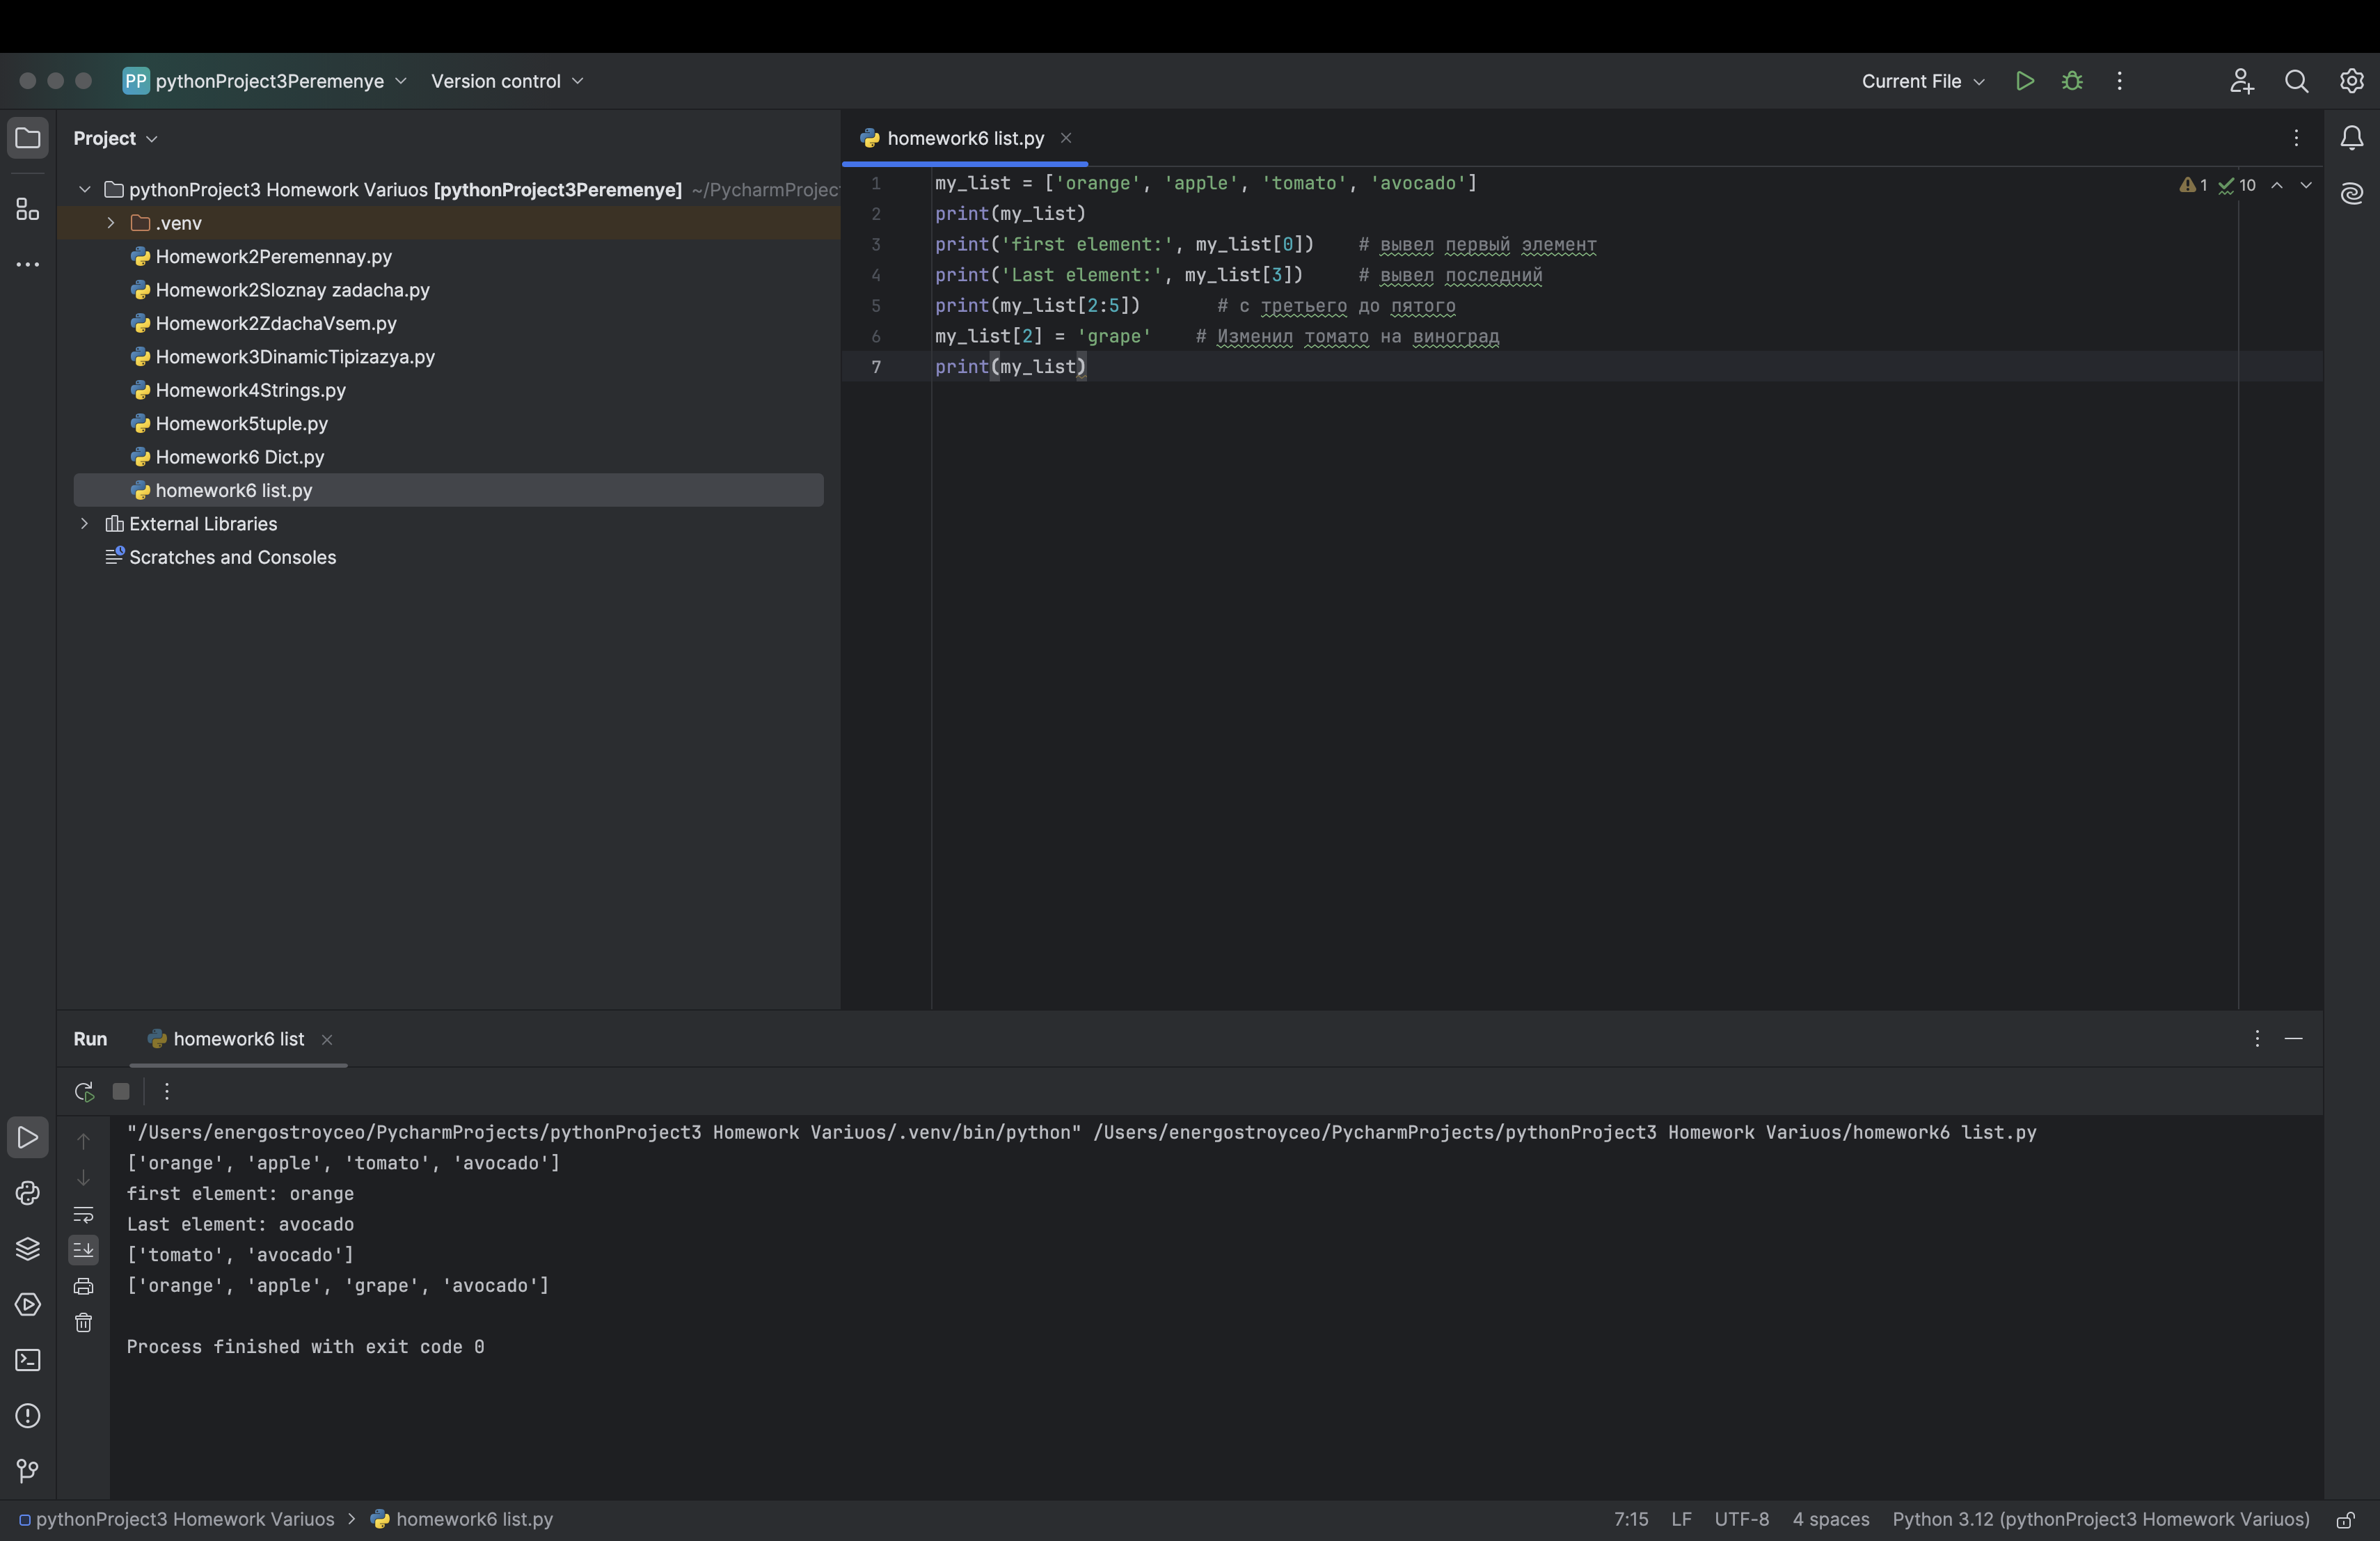 PP pythonProject3Peremenye Version control Current File
Project
pythonProject3 Homework Variuos [pythonProject3Peremenye] ~/PycharmProjec
.venv
Homework2Peremennay.py
Homework2Sloznay zadacha.py
Homework2ZdachaVsem.py
Homework3DinamicTipizazya.py
Homework4Strings.py
Homework5tuple.py
Homework6 Dict.py
homework6 list.py
External Libraries
Scratches and Consoles
homework6 list.py
1 my_list = ['orange', 'apple', 'tomato', 'avocado']
1 10
2 print(my_list)
3 print('first element:', my_list[0]) # вывел первый элемент
4 print('Last element:', my_list[3]) # вывел последний
5 print(my_list[2:5]) # с третьего до пятого
6 my_list[2] = 'grape' # Изменил томато на виноград
7 print(my_list)
Run homework6 list
"/Users/energostroyceo/PycharmProjects/pythonProject3 Homework Variuos/.venv/bin/python" /Users/energostroyceo/PycharmProjects/pythonProject3 Homework Variuos/homework6 list.py
['orange', 'apple', 'tomato', 'avocado']
first element: orange
Last element: avocado
['tomato', 'avocado']
['orange', 'apple', 'grape', 'avocado']
Process finished with exit code 0
pythonProject3 Homework Variuos > homework6 list.py 7:15 LF UTF-8 4 spaces Python 3.12 (pythonProject3 Homework Variuos)